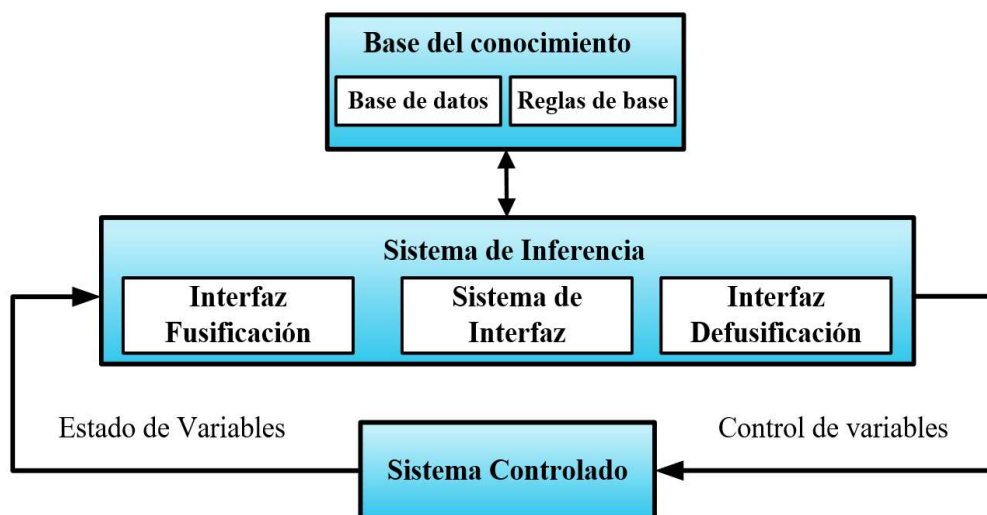 Base del conocimiento
Base de datos
Reglas de base
Sistema de Inferencia
Interfaz
Fusificación
Sistema de
Interfaz
Interfaz
Defusificación
Estado de Variables
Control de variables
Sistema Controlado